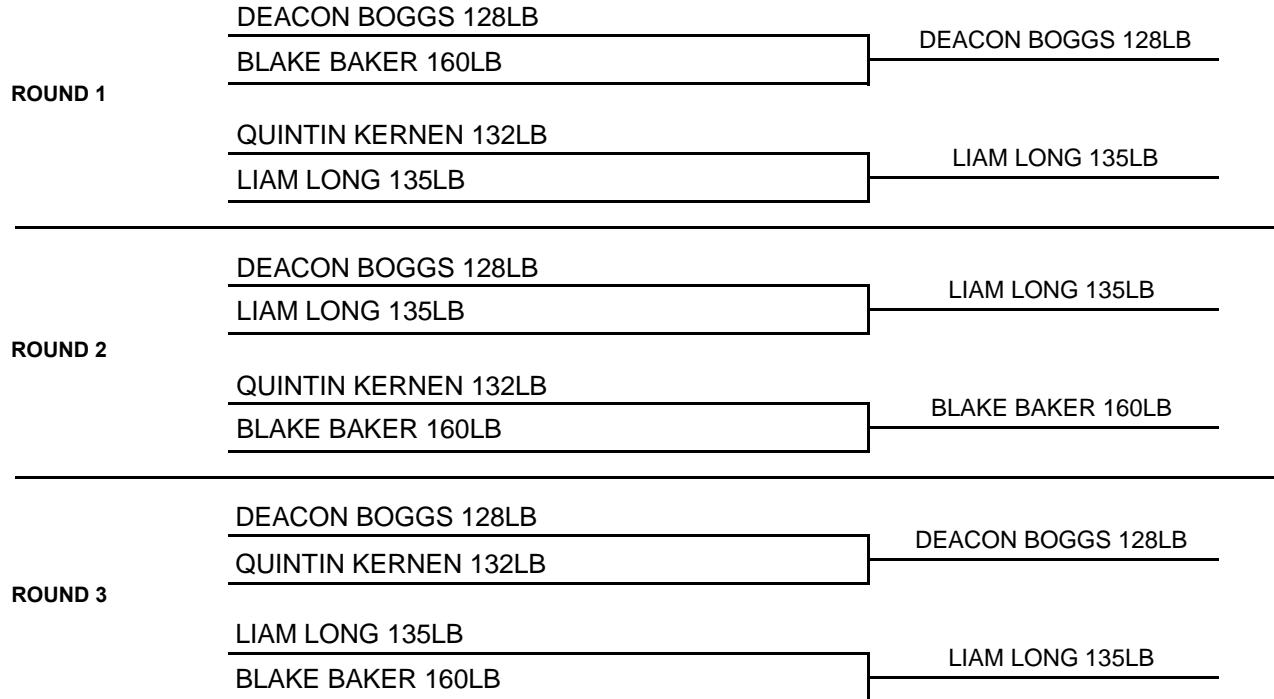 DEACON BOGGS 128LB
DEACON BOGGS 128LB
BLAKE BAKER 160LB
ROUND 1
QUINTIN KERNEN 132LB
LIAM LONG 135LB
LIAM LONG 135LB
DEACON BOGGS 128LB
LIAM LONG 135LB
LIAM LONG 135LB
ROUND 2
QUINTIN KERNEN 132LB
BLAKE BAKER 160LB
BLAKE BAKER 160LB
DEACON BOGGS 128LB
DEACON BOGGS 128LB
QUINTIN KERNEN 132LB
ROUND 3
LIAM LONG 135LB
LIAM LONG 135LB
BLAKE BAKER 160LB